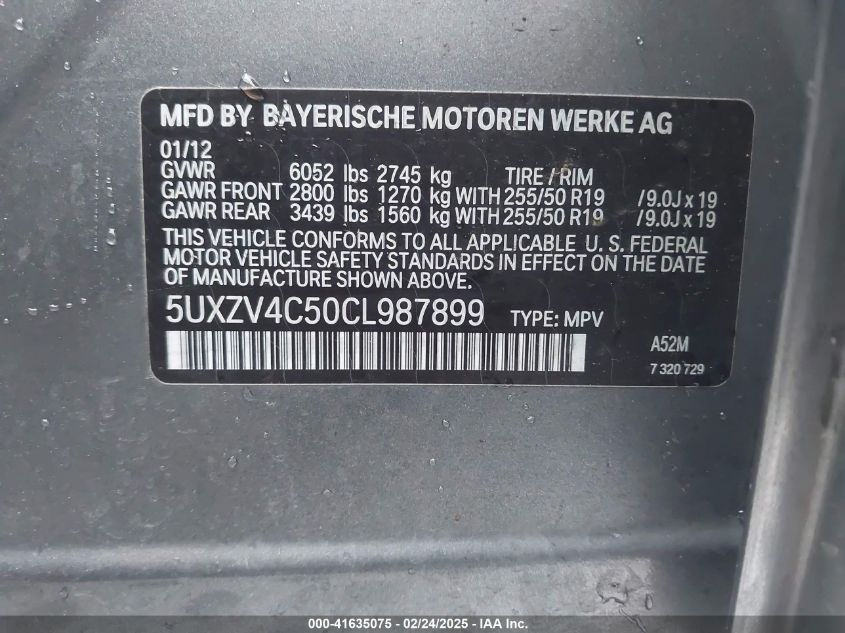 MFD BY BAYERISCHE MOTOREN WERKE AG
01/12
GVWR 6052 lbs 2745 kg TIRE / RIM
GAWR FRONT 2800 lbs 1270 kg WITH 255/50 R19 /9.0J x 19
GAWR REAR 3439 lbs 1560 kg WITH 255/50 R19 /9.0J x 19
THIS VEHICLE CONFORMS TO ALL APPLICABLE U. S. FEDERAL
MOTOR VEHICLE SAFETY STANDARDS IN EFFECT ON THE DATE
OF MANUFACTURE SHOWN ABOVE.
5UXZV4C50CL987899 TYPE: MPV
A52M
7 320 729
000-41635075 - 02/24/2025 - IAA Inc.